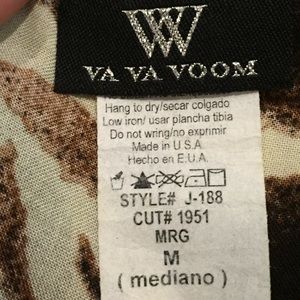 VA VA VOOM
Hang to dry/secar colgado
Low iron/ usar plancha tibia
Do not wring/no exprimir
Made in U.S.A.
Hecho en E.U.A.
STYLE# J-188
CUT# 1951
MRG
M
( mediano )